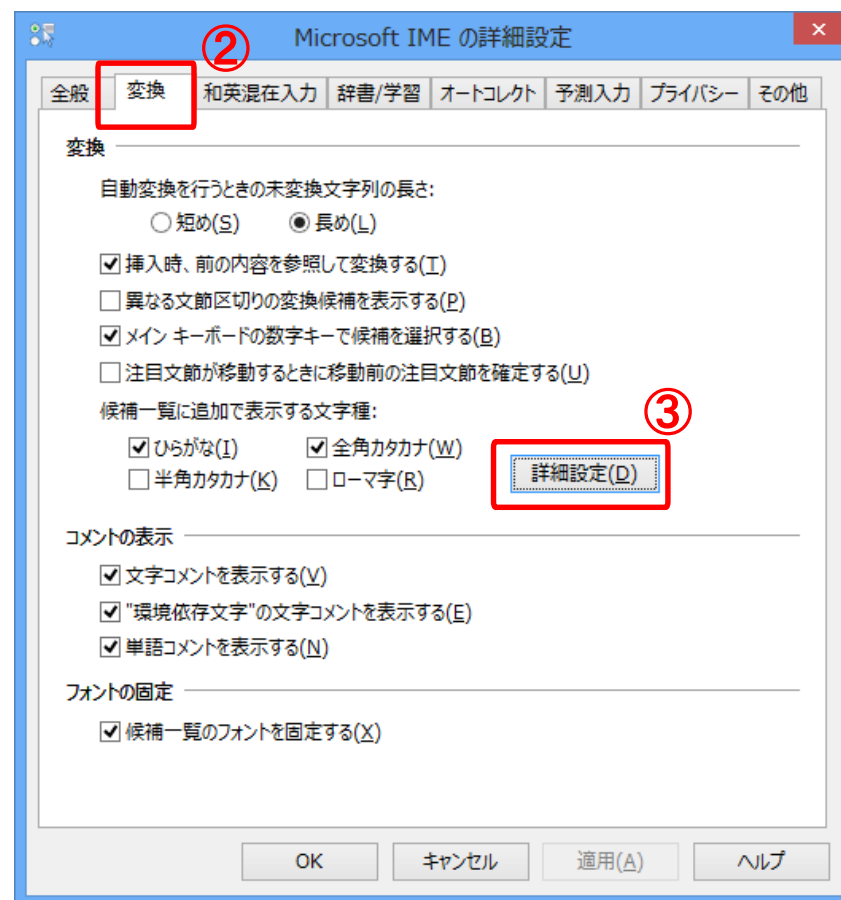 ②
Microsoft IME の詳細設定
全般 変換 和英混在入力 辞書/学習 オートコレクト 予測入力 プライバシー その他
変換
自動変換を行うときの未変換文字列の長さ:
短め(S) 長め(L)
挿入時、前の内容を参照して変換する(T)
異なる文節区切りの変換候補を表示する(P)
メイン キーボードの数字キーで候補を選択する(B)
注目文節が移動するときに移動前の注目文節を確定する(U)
候補一覧に追加で表示する文字種:
③
ひらがな(I) 全角カタカナ(W)
詳細設定(D)
半角カタカナ(K) ローマ字(R)
コメントの表示
文字コメントを表示する(V)
"環境依存文字"の文字コメントを表示する(E)
単語コメントを表示する(N)
フォントの固定
候補一覧のフォントを固定する(X)
OK キャンセル 適用(A) ヘルプ